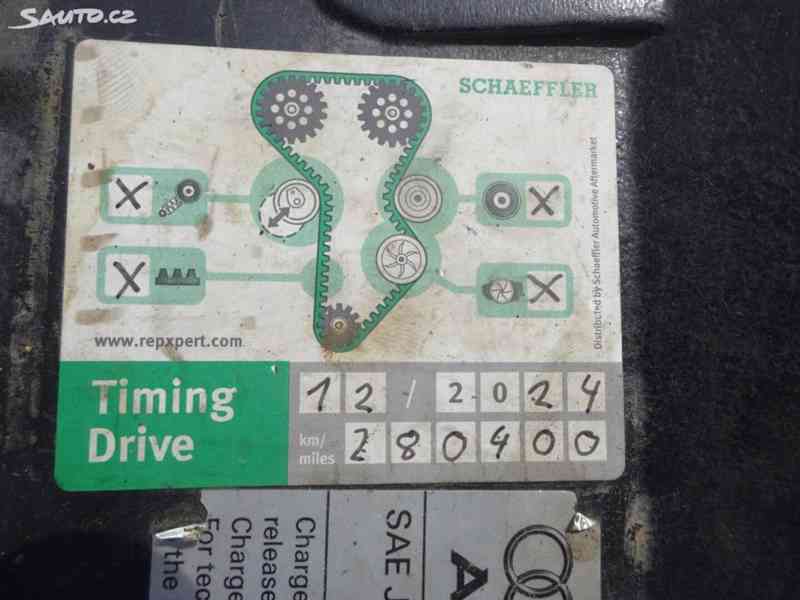 SAUTO.CZ
SCHAEFFLER
Distributed by Schaeffler Automotive Aftermarket
X
X
X
X
www.repxpert.com
Timing
Drive
12 / 2024
km/
miles
280400
Charge
release
Charge
For tec
the
SAE J
A